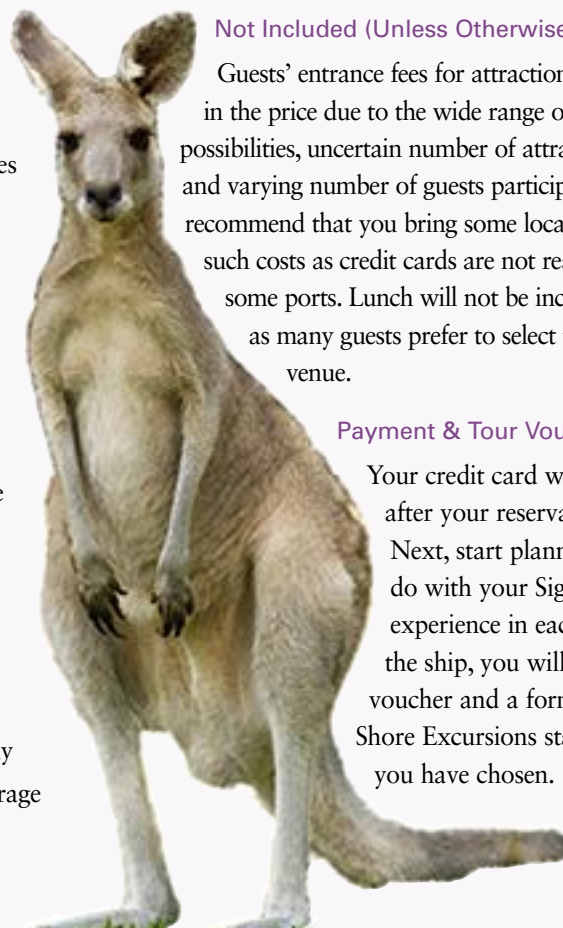 es
e
y
rage
Not Included (Unless Otherwise
Guests’ entrance fees for attraction
in the price due to the wide range o
possibilities, uncertain number of attra
and varying number of guests particip
recommend that you bring some loca
such costs as credit cards are not re
some ports. Lunch will not be inc
as many guests prefer to select
venue.
Payment & Tour Vou
Your credit card w
after your reserva
Next, start plann
do with your Sig
experience in eac
the ship, you will
voucher and a for
Shore Excursions sta
you have chosen.